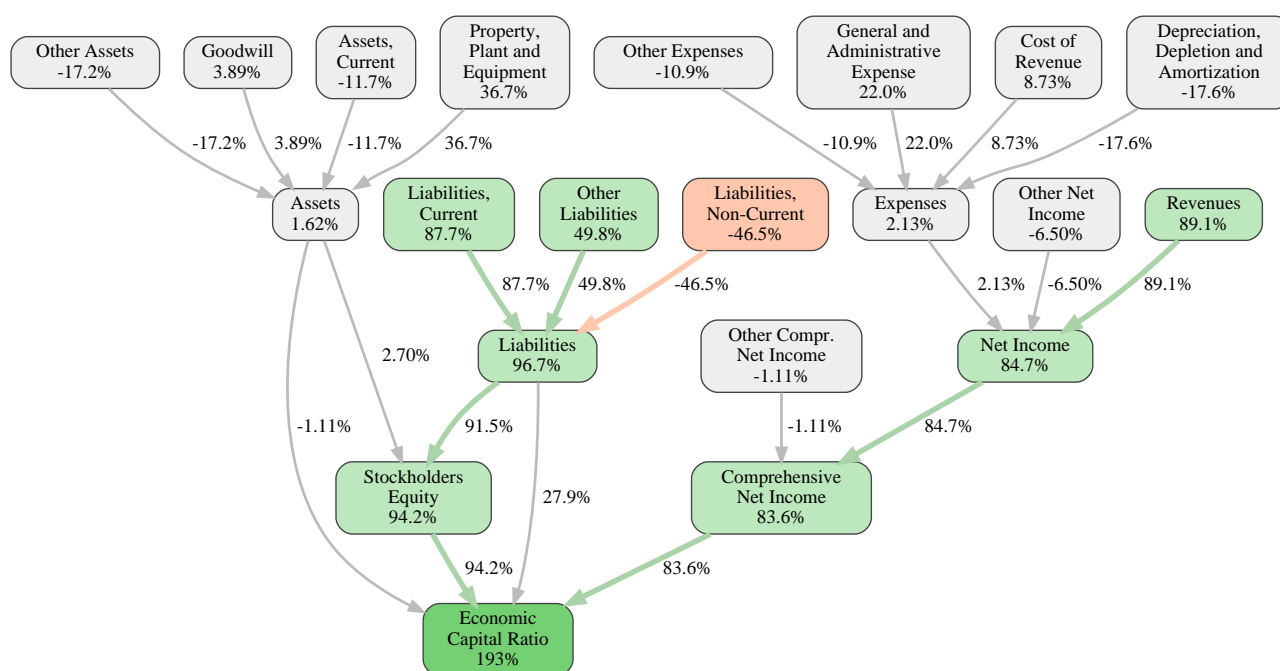 Other Assets
-17.2%
Goodwill
3.89%
Assets,
Current
-11.7%
Property,
Plant and
Equipment
36.7%
Other Expenses
-10.9%
General and
Administrative
Expense
22.0%
Cost of
Revenue
8.73%
Depreciation,
Depletion and
Amortization
-17.6%
-17.2%
3.89%
-11.7%
36.7%
-10.9%
22.0%
8.73%
-17.6%
Assets
1.62%
Liabilities,
Current
87.7%
Other
Liabilities
49.8%
Liabilities,
Non-Current
-46.5%
Expenses
2.13%
Other Net
Income
-6.50%
Revenues
89.1%
87.7%
49.8%
-46.5%
2.13%
-6.50%
89.1%
2.70%
Liabilities
96.7%
Other Compr.
Net Income
-1.11%
Net Income
84.7%
-1.11%
91.5%
-1.11%
84.7%
Stockholders
Equity
94.2%
27.9%
Comprehensive
Net Income
83.6%
94.2%
83.6%
Economic
Capital Ratio
193%